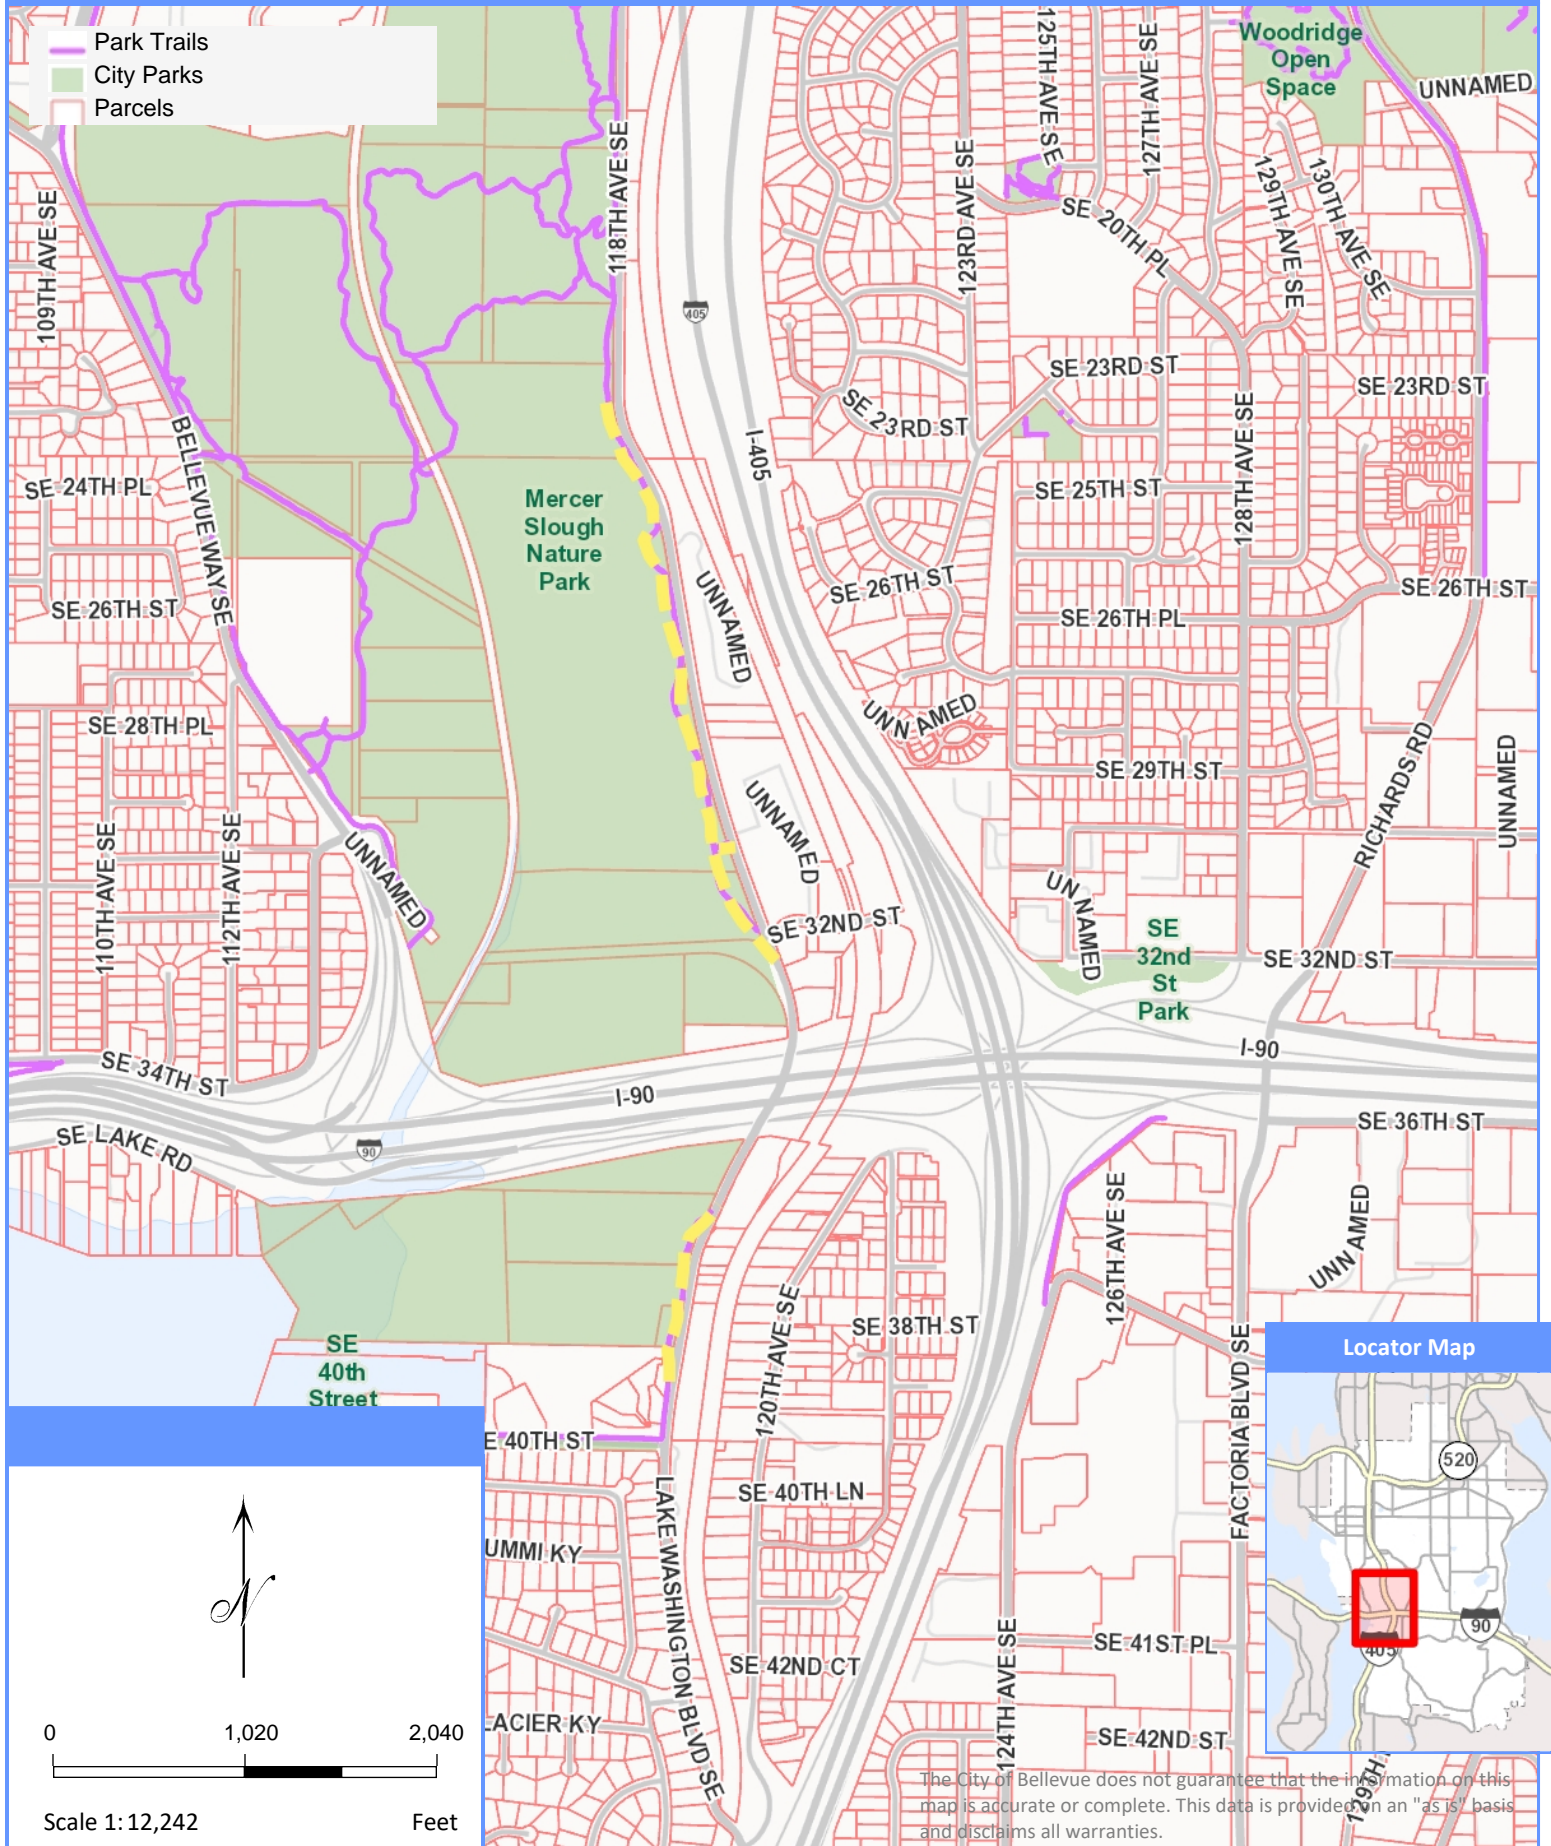 Park Trails
City Parks
Parcels
Woodridge
Open
Space
UNNAMED
125TH AVE SE
127TH AVE SE
118TH AVE SE
123RD AVE SE
SE 20TH PL
129TH AVE SE
130TH AVE SE
109TH AVE SE
405
SE 23RD ST
SE 23RD ST
SE 23RD ST
I-405
BELLEVUE WAY SE
SE 24TH PL
Mercer
Slough
Nature
Park
SE 25TH ST
128TH AVE SE
SE 26TH ST
SE 26TH ST
SE 26TH ST
SE 26TH PL
UNNAMED
UNNAMED
SE 28TH PL
SE 29TH ST
RICHARDS RD
UNNAMED
UNNAMED
UNNAMED
110TH AVE SE
112TH AVE SE
UN NAMED
SE 32ND ST
SE
32nd
St
Park
SE 32ND ST
SE 34TH ST
I-90
I-90
SE 36TH ST
SE LAKE RD
90
126TH AVE SE
UNN AMED
120TH AVE SE
SE 38TH ST
FACTORIA BLVD SE
SE
40th
Street
E 40TH ST
SE 40TH LN
LAKE WASHINGTON BLVD SE
UMMI KY
SE 41ST PL
SE 42ND CT
124TH AVE SE
LACIER KY
SE 42ND ST
129TH
Locator Map
520
90
405
N
0 1,020 2,040
Scale 1: 12,242 Feet
The City of Bellevue does not guarantee that the information on this
map is accurate or complete. This data is provided on an "as is" basis
and disclaims all warranties.